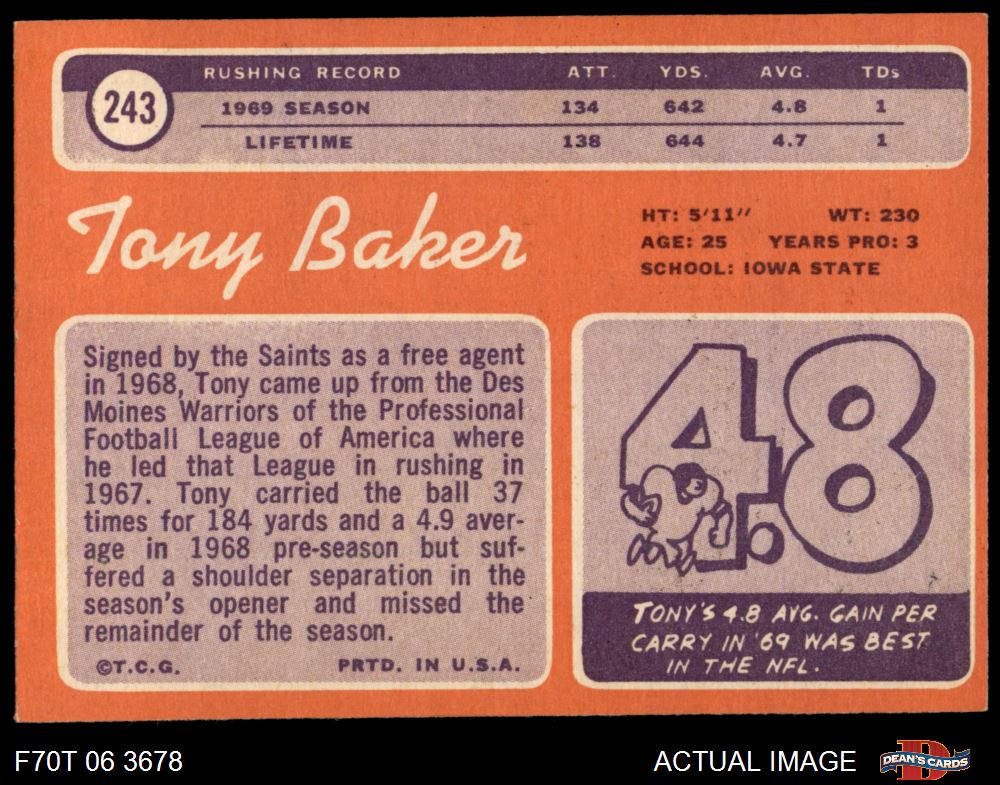 243
RUSHING RECORD ATT. YDS. AVG. TDs
1969 SEASON 134 642 4.8 1
LIFETIME 138 644 4.7 1
Tony Baker
HT: 5'11" WT: 230
AGE: 25 YEARS PRO: 3
SCHOOL: IOWA STATE
Signed by the Saints as a free agent
in 1968, Tony came up from the Des
Moines Warriors of the Professional
Football League of America where
he led that League in rushing in
1967. Tony carried the ball 37
times for 184 yards and a 4.9 aver-
age in 1968 pre-season but suf-
fered a shoulder separation in the
season's opener and missed the
remainder of the season.
©T.C.G. PRTD. IN U.S.A.
4.8
TONY'S 4.8 AVG. GAIN PER
CARRY IN '69 WAS BEST
IN THE NFL.
F70T 06 3678 ACTUAL IMAGE D DEAN'S CARDS